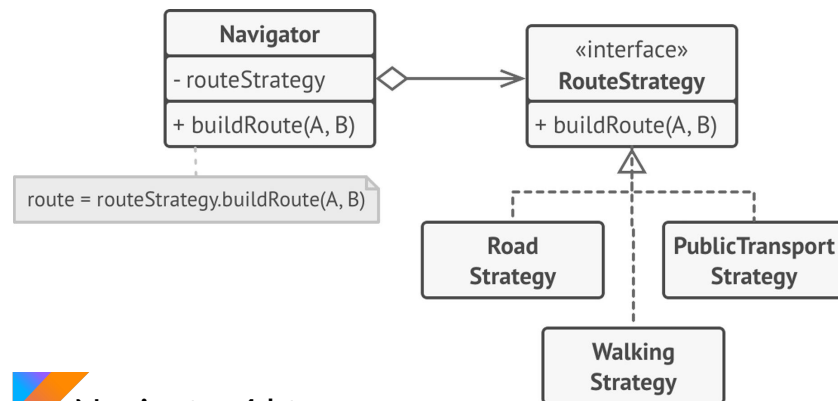 Navigator
- routeStrategy
+ buildRoute(A, B)
route = routeStrategy.buildRoute(A, B)
«interface»
RouteStrategy
+ buildRoute(A, B)
Road
Strategy
PublicTransport
Strategy
Walking
Strategy